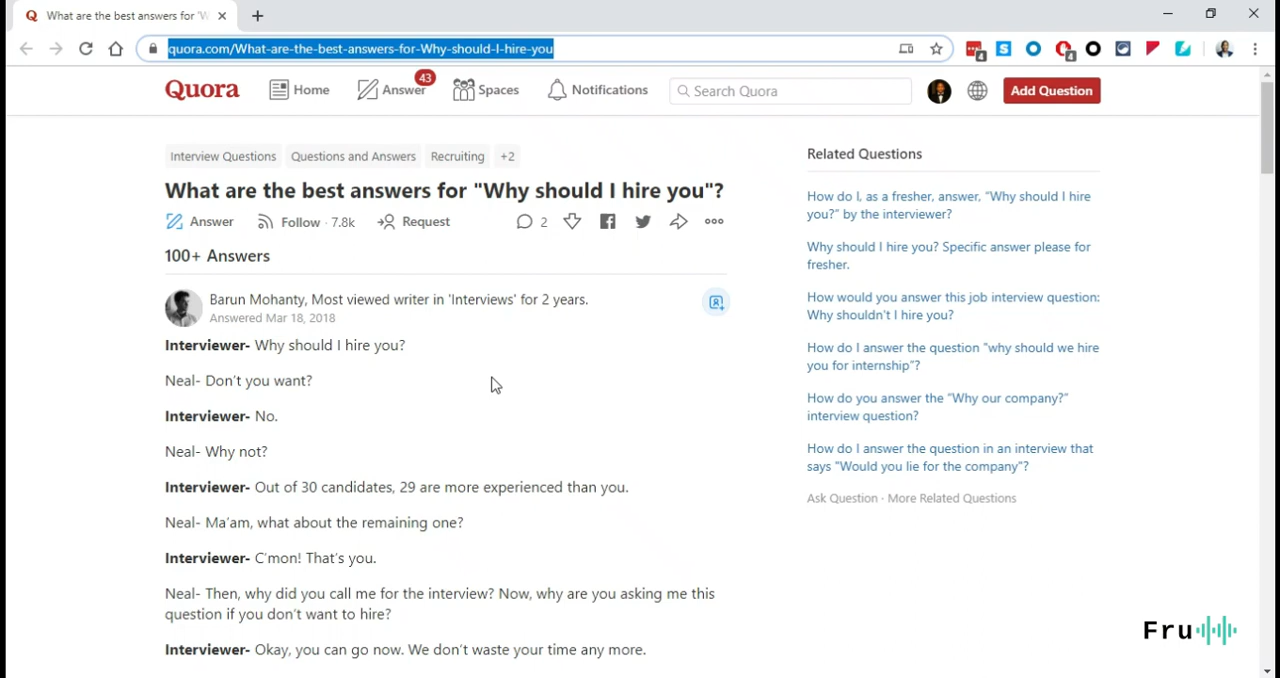 What are the best answers for "W
quora.com/What-are-the-best-answers-for-Why-should-I-hire-you
4
S
4
Quora
Home
Answer
43
Spaces
Notifications
Search Quora
Add Question
Interview Questions
Questions and Answers
Recruiting
+2
What are the best answers for "Why should I hire you"?
Answer
Follow · 7.8k
Request
2
100+ Answers
Barun Mohanty, Most viewed writer in 'Interviews' for 2 years.
Answered Mar 18, 2018
Interviewer- Why should I hire you?
Neal- Don't you want?
Interviewer- No.
Neal- Why not?
Interviewer- Out of 30 candidates, 29 are more experienced than you.
Neal- Ma'am, what about the remaining one?
Interviewer- C'mon! That's you.
Neal- Then, why did you call me for the interview? Now, why are you asking me this
question if you don't want to hire?
Interviewer- Okay, you can go now. We don't waste your time any more.
Related Questions
How do I, as a fresher, answer, "Why should I hire
you?" by the interviewer?
Why should I hire you? Specific answer please for
fresher.
How would you answer this job interview question:
Why shouldn't I hire you?
How do I answer the question "why should we hire
you for internship"?
How do you answer the "Why our company?"
interview question?
How do I answer the question in an interview that
says "Would you lie for the company"?
Ask Question · More Related Questions
Fru